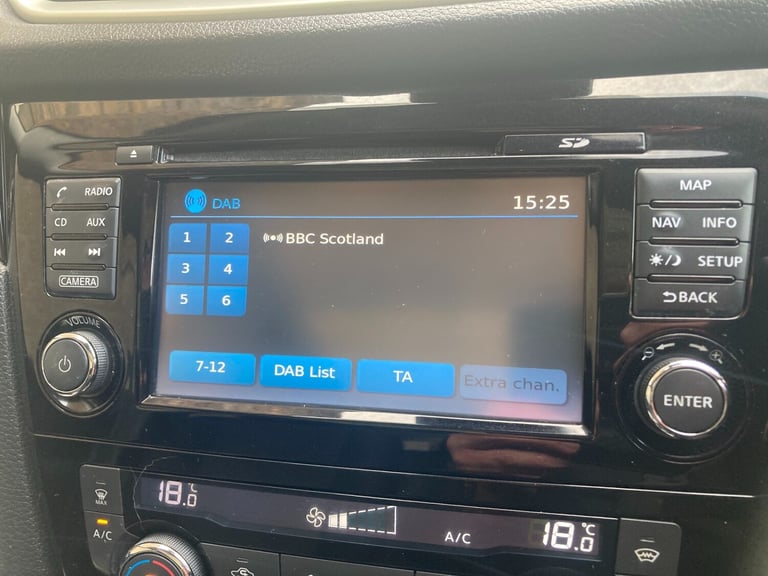 SD
RADIO
CD AUX
CAMERA
VOLUME
DAB 15:25
1 2
3 4
5 6
BBC Scotland
7-12 DAB List TA Extra chan.
MAP
NAV INFO
SETUP
BACK
ENTER
MAX
A/C
18.0 °C
A/C
18.0 °C